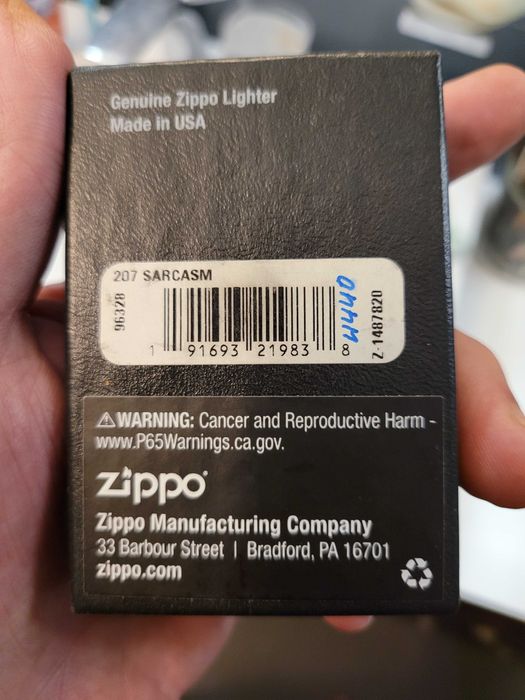 Genuine Zippo Lighter
Made in USA
207 SARCASM
96328
1 91693 21983 8
Z-1487820
⚠WARNING: Cancer and Reproductive Harm -
www.P65Warnings.ca.gov.
zippo®
Zippo Manufacturing Company
33 Barbour Street | Bradford, PA 16701
zippo.com